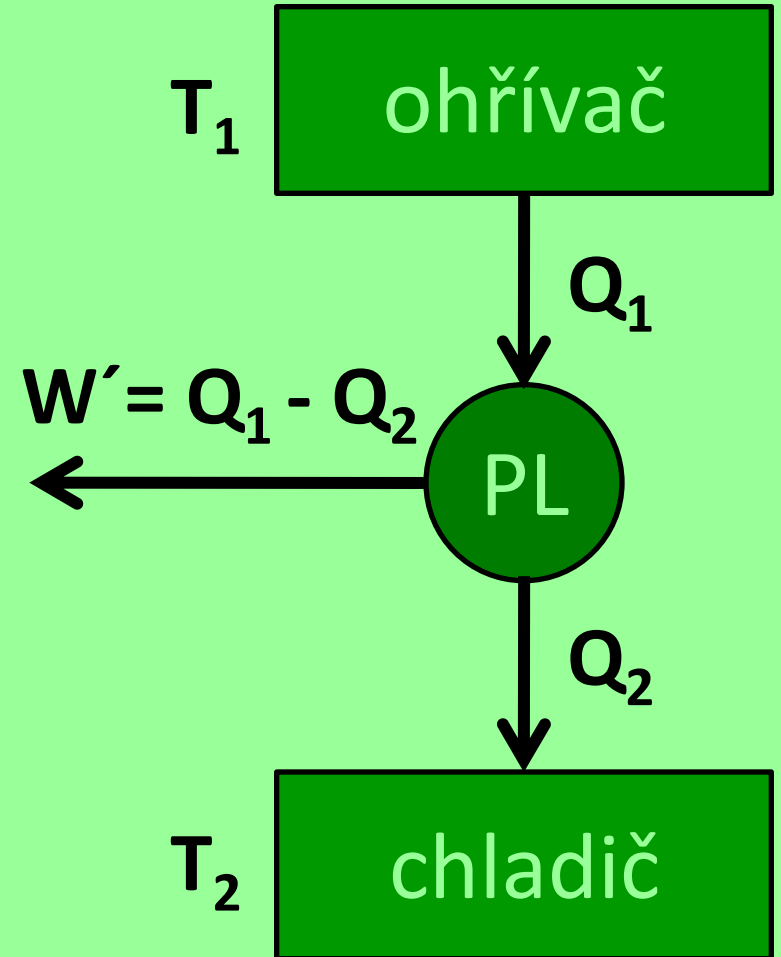 T₁ ohřívač
Q₁
W´= Q₁ - Q₂
PL
Q₂
T₂ chladič